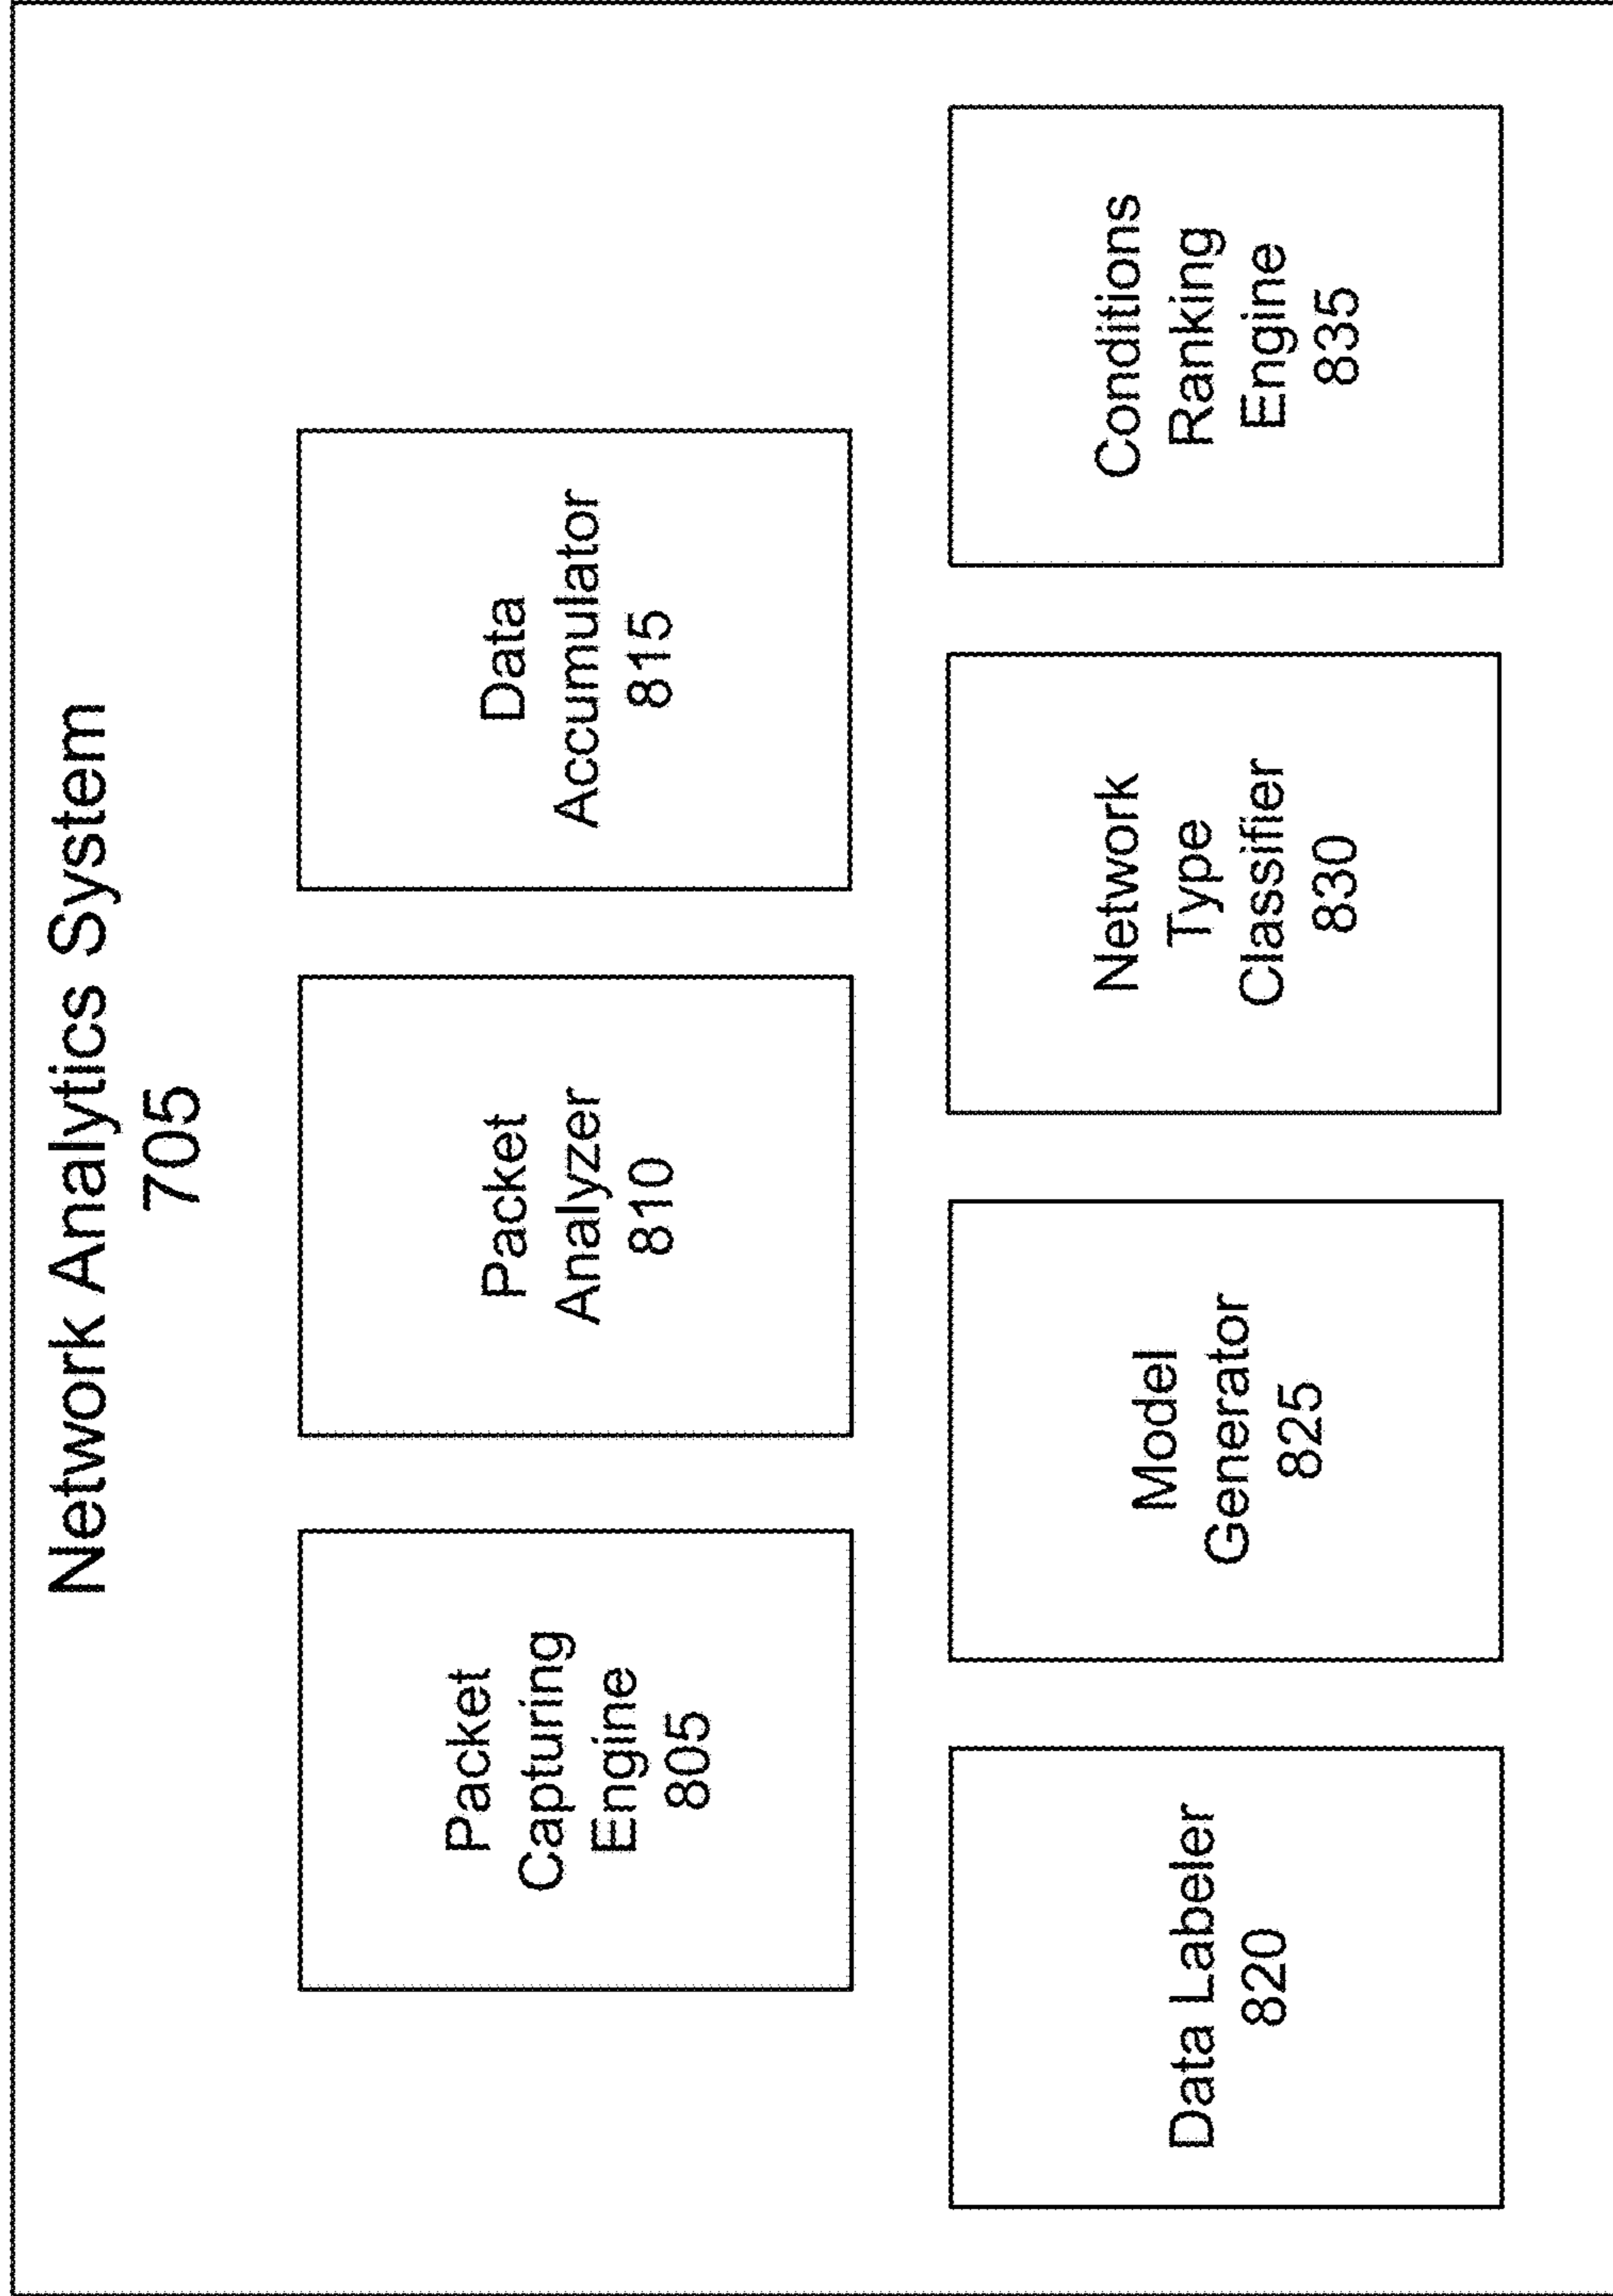 Network Analytics System
705
Packet
Capturing
Engine
805
Packet
Analyzer
810
Data
Accumulator
815
Data Labeler
820
Model
Generator
825
Network
Type
Classifier
830
Conditions
Ranking
Engine
835